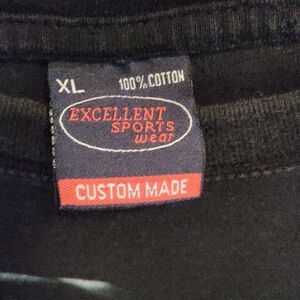 XL 100% COTTON
EXCELLENT
SPORTS
wear
CUSTOM MADE